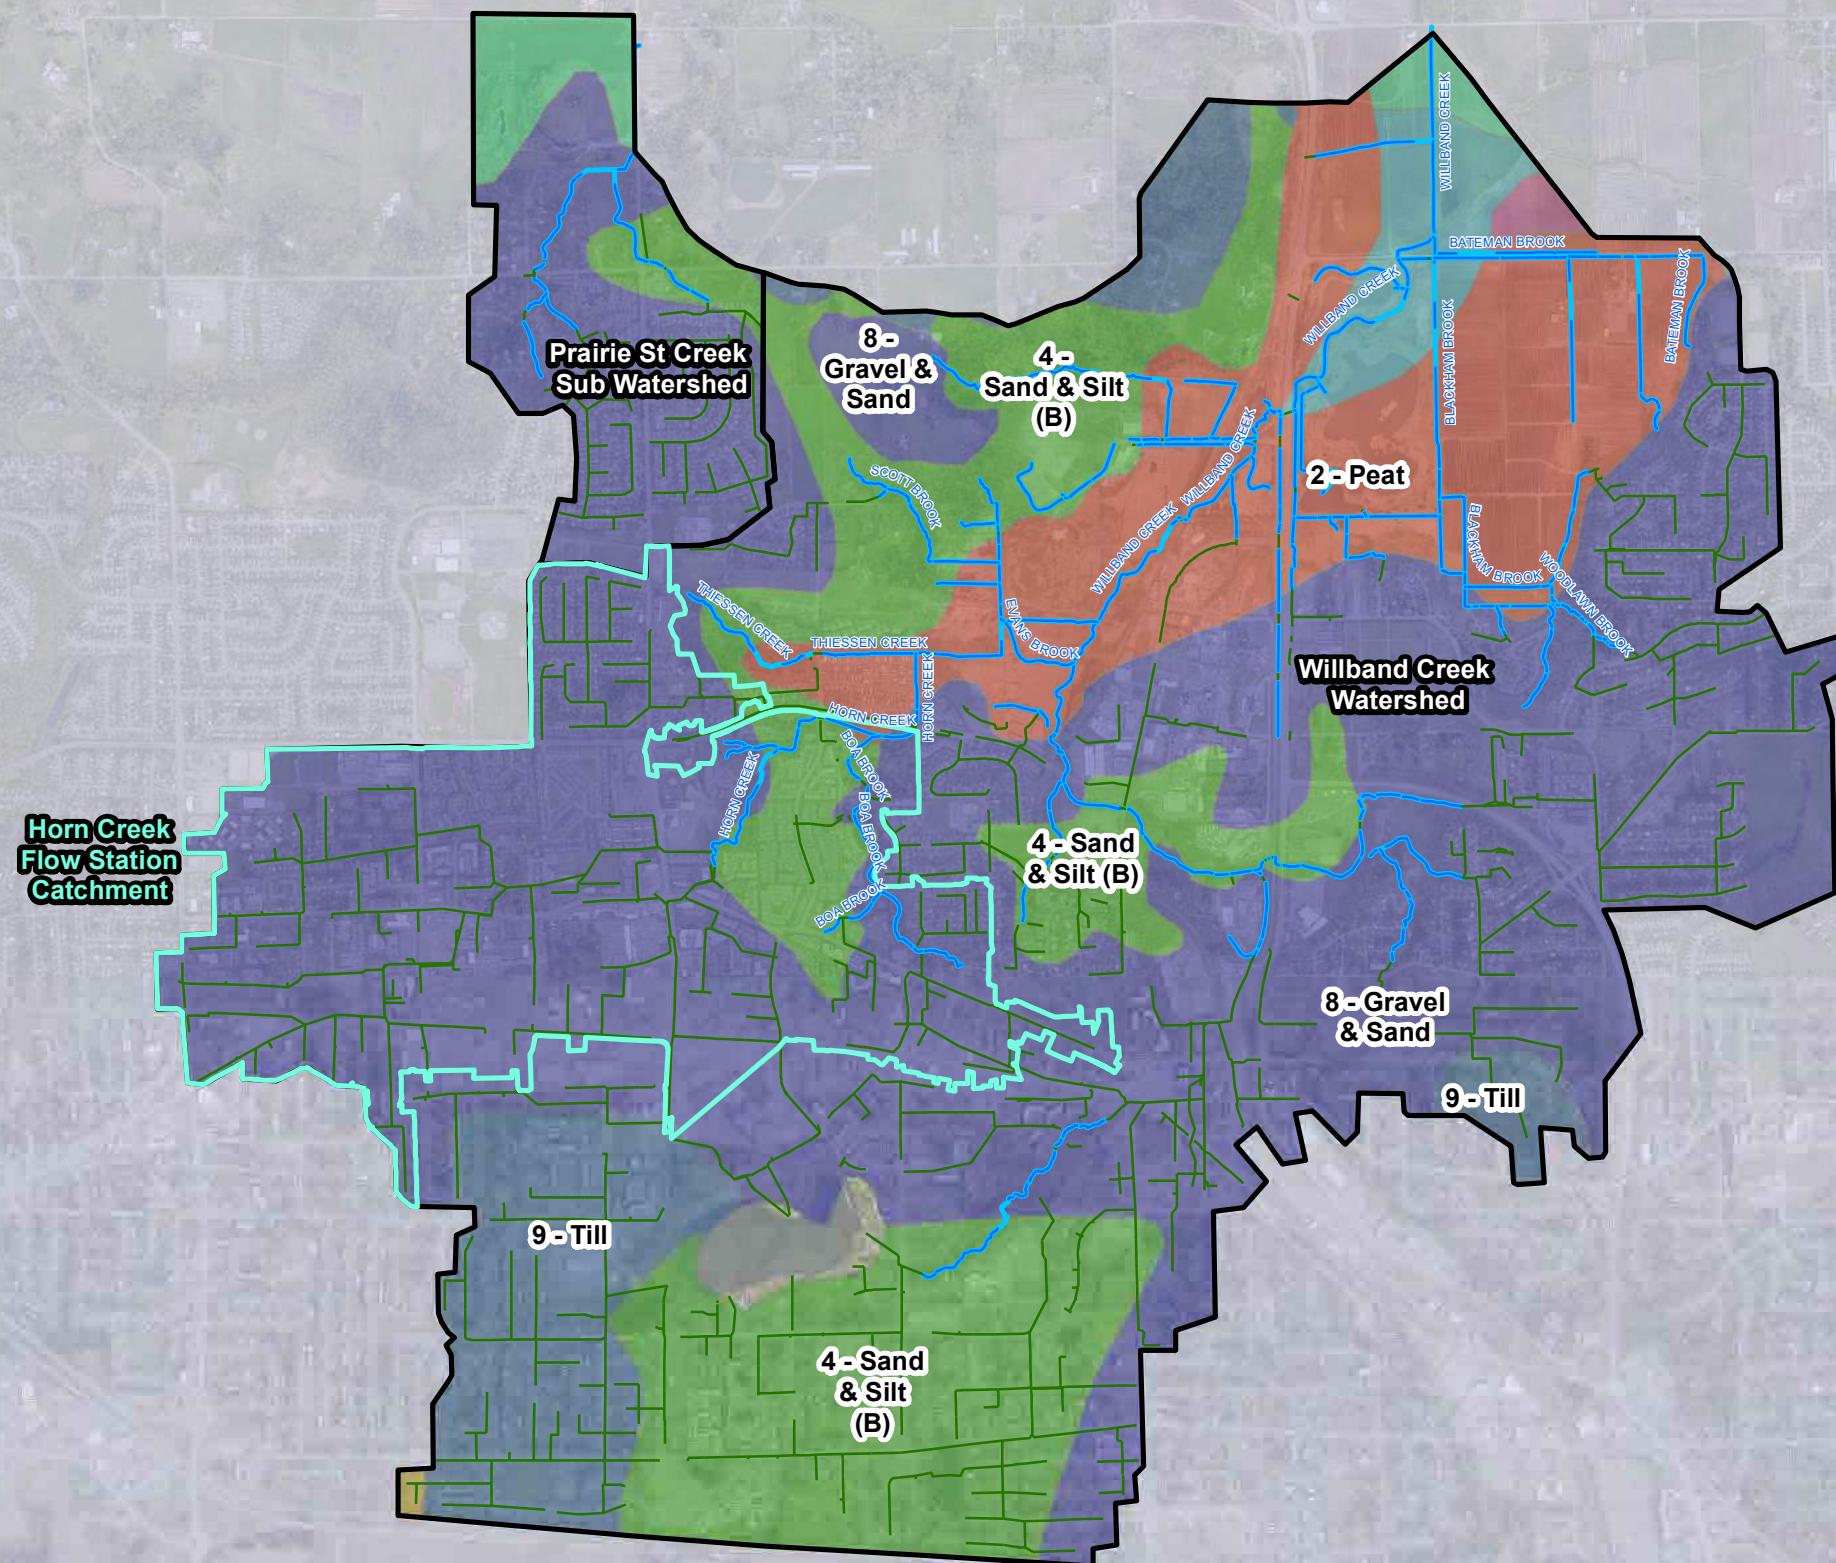 WILLBAND CREEK
BATEMAN BROOK
BATEMAN BROOK
WILLBAND CREEK
BLACKHAM BROOK
8 -
Gravel &
Sand
4 -
Sand & Silt
(B)
Prairie St Creek
Sub Watershed
2 - Peat
SCOTT BROOK
WILLBAND CREEK
WILLBAND CREEK
BLACKHAM BROOK
WOODLAWN BROOK
THIESSEN CREEK
THIESSEN CREEK
EVANS BROOK
HORN CREEK
HORN CREEK
Willband Creek
Watershed
BOA BROOK
HORN CREEK
BOA BROOK
BOA BROOK
Horn Creek
Flow Station
Catchment
4 - Sand
& Silt (B)
8 - Gravel
& Sand
9 - Till
9 - Till
4 - Sand
& Silt
(B)